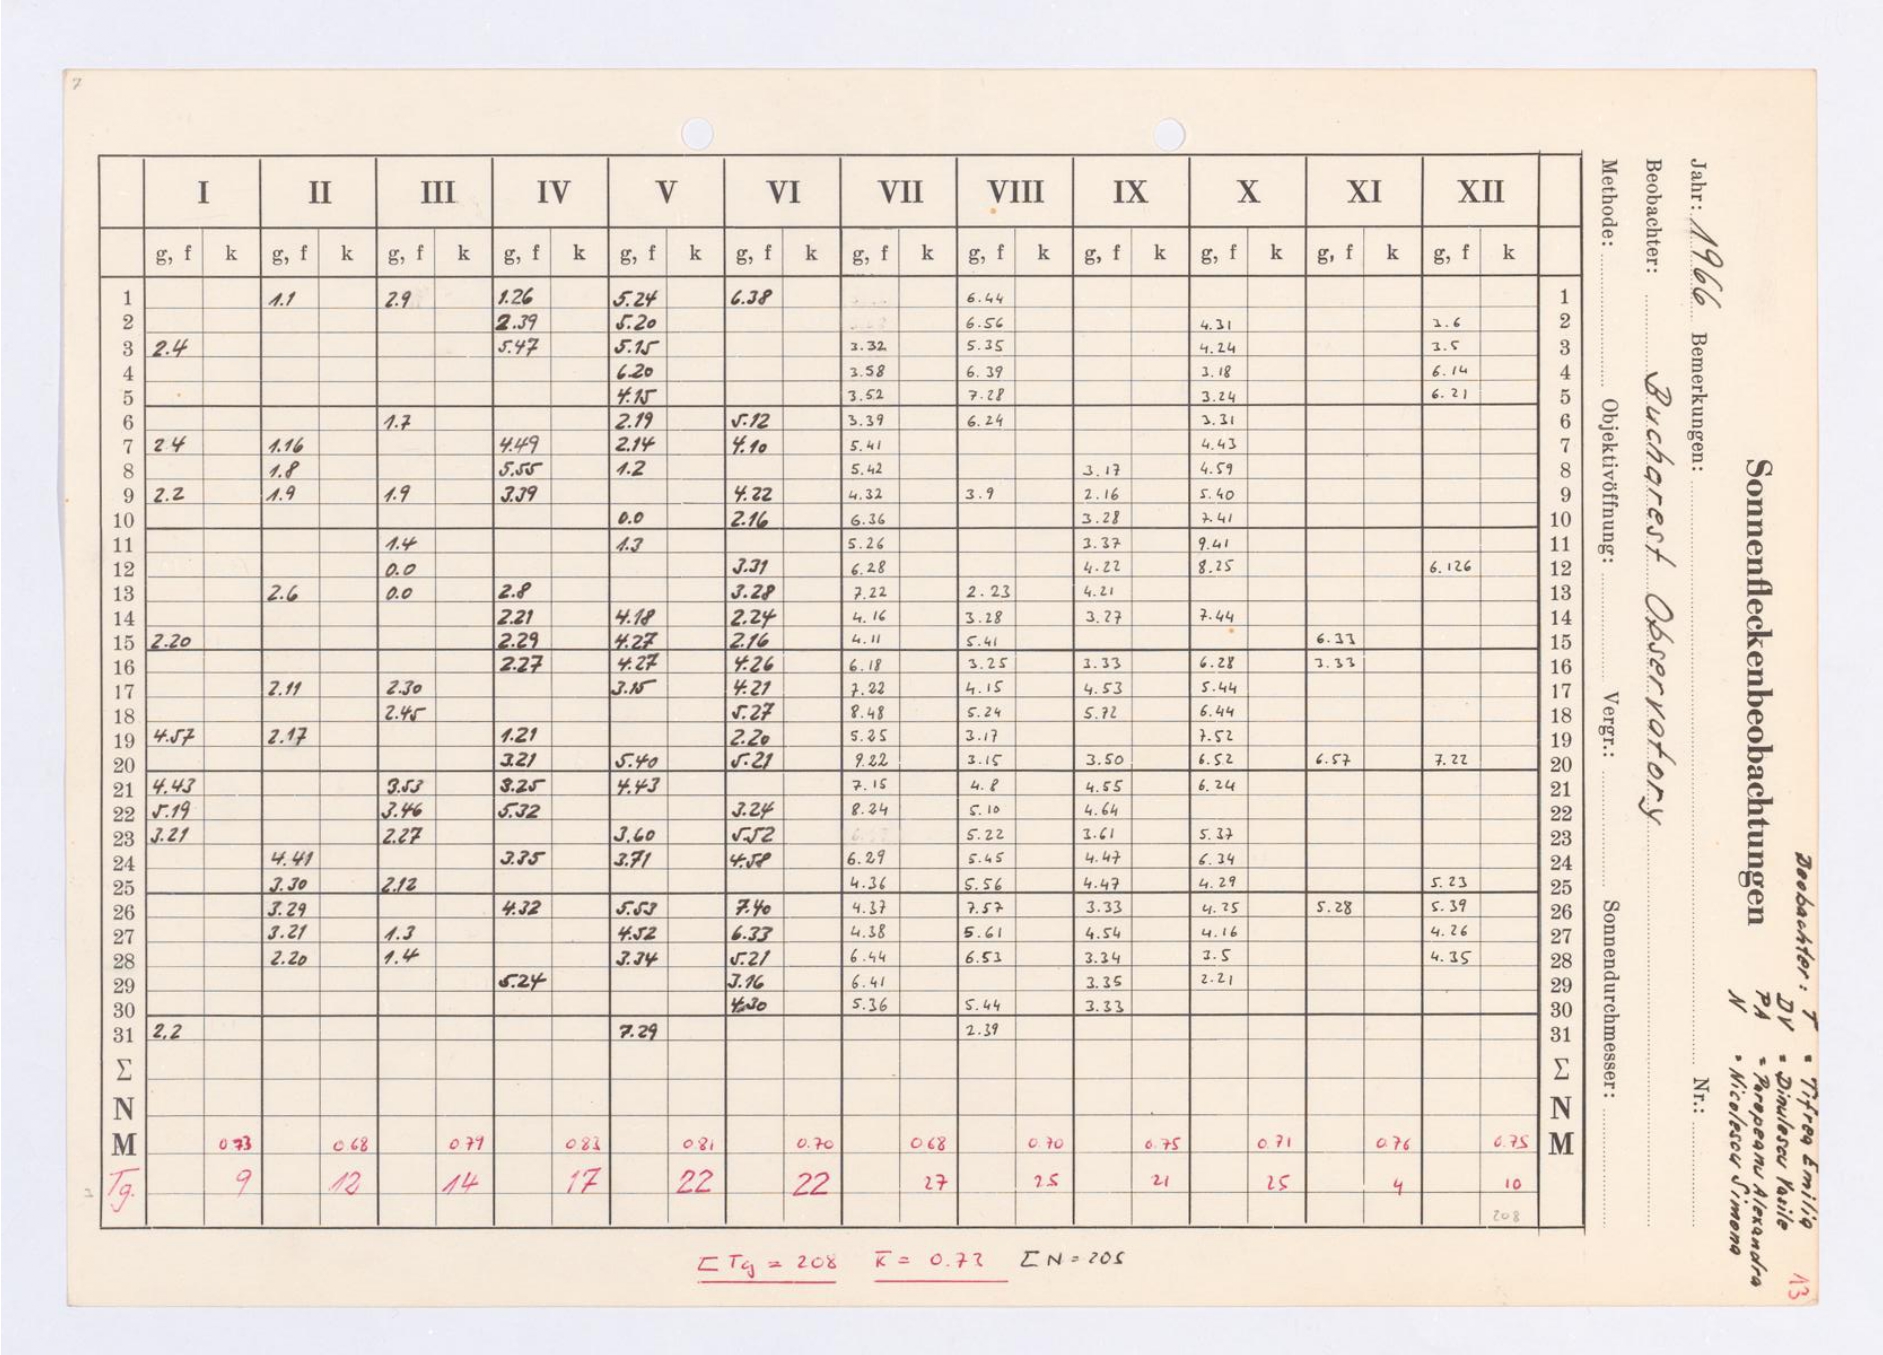 7
I II III IV V VI VII VIII IX X XI XII
g, f k g, f k g, f k g, f k g, f k g, f k g, f k g, f k g, f k g, f k g, f k g, f k
1 1.1 2.9 1.26 5.24 6.38 6.44 1
2 2.39 5.20 6.56 4.31 3.6 2
3 2.4 5.47 5.15 3.32 5.35 4.24 3.5 3
4 6.20 3.58 6.39 3.18 6.14 4
5 4.15 3.52 7.28 3.24 6.21 5
6 1.7 2.19 5.12 3.39 6.24 3.31 6
7 2.4 1.16 4.49 2.14 4.10 5.41 4.43 7
8 1.8 5.55 1.2 5.42 3.17 4.59 8
9 2.2 1.9 1.9 3.39 4.22 4.32 3.9 2.16 5.40 9
10 0.0 2.16 6.36 3.28 7.41 10
11 1.4 1.3 5.26 3.37 9.41 11
12 0.0 3.31 6.28 4.22 8.25 6.126 12
13 2.6 0.0 2.8 3.28 7.22 2.23 4.21 13
14 2.21 4.18 2.24 4.16 3.28 3.27 7.44 14
15 2.20 2.29 4.27 2.16 4.11 5.41 6.33 15
16 2.27 4.27 4.26 6.18 3.25 3.33 6.28 3.33 16
17 2.11 2.30 3.15 4.21 7.22 4.15 4.53 5.44 17
18 2.45 5.27 8.48 5.24 5.72 6.44 18
19 4.57 2.17 1.21 2.20 5.25 3.17 7.52 19
20 3.21 5.40 5.21 9.22 3.15 3.50 6.52 6.57 7.22 20
21 4.43 3.53 3.25 4.43 7.15 4.8 4.55 6.24 21
22 5.19 3.46 5.32 3.24 8.24 5.10 4.64 22
23 3.21 2.27 3.60 5.52 5.22 3.61 5.37 23
24 4.41 3.35 3.71 4.58 6.29 5.45 4.47 6.34 24
25 3.30 2.12 4.36 5.56 4.47 4.29 5.23 25
26 3.29 4.32 5.53 7.40 4.37 7.57 3.33 4.25 5.28 5.39 26
27 3.21 1.3 4.52 6.33 4.38 5.61 4.54 4.16 4.26 27
28 2.20 1.4 3.34 5.21 6.44 6.53 3.34 3.5 4.35 28
29 5.24 3.16 6.41 3.35 2.21 29
30 4.30 5.36 5.44 3.33 30
31 2.2 7.29 2.39 31
Σ Σ
N N
M 0.73 0.68 0.79 0.83 0.81 0.70 0.68 0.70 0.75 0.71 0.76 0.75 M
Tg. 9 12 14 17 22 22 27 25 21 25 4 10
208
Σ Tg = 208 k̅ = 0.72 Σ N = 205
Sonnenfleckenbeobachtungen
Jahr: 1966 Bemerkungen: Nr.:
Beobachter: Bucharest Observatory
Methode: Objektivöffnung: Vergr.: Sonnendurchmesser:
Beobachter: T = Tifrea Emilia
DV = Dinulescu Vasile
PA = Paropeanu Alexandra
N = Nicolescu Simona
13